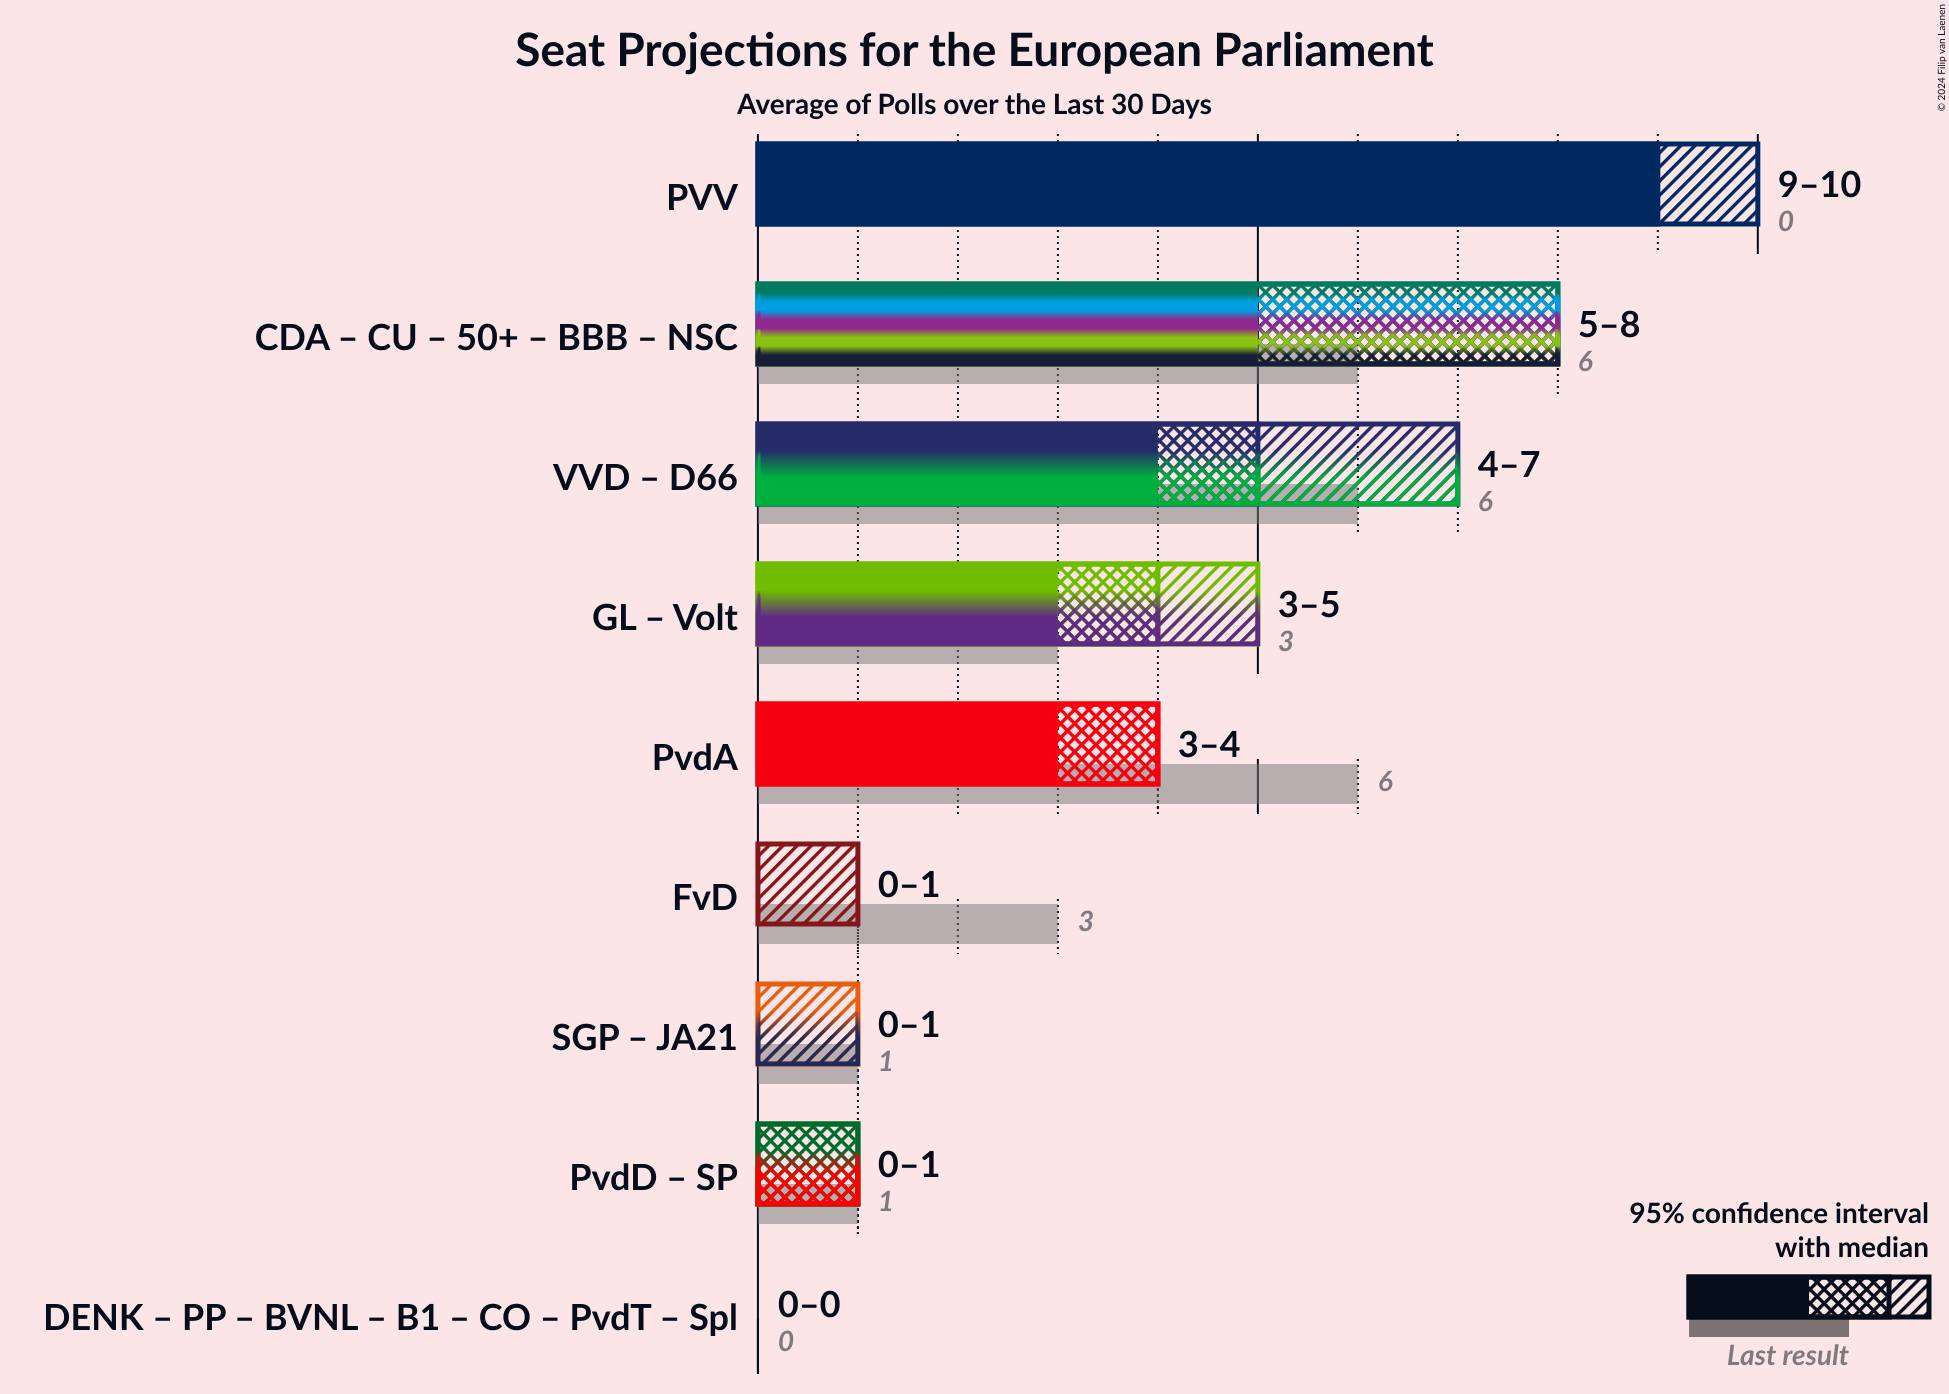 Seat Projections for the European Parliament
Average of Polls over the Last 30 Days
© 2024 Filip van Laenen
PVV
9–10
0
CDA – CU – 50+ – BBB – NSC
5–8
6
VVD – D66
4–7
6
GL – Volt
3–5
3
PvdA
3–4
6
FvD
0–1
3
SGP – JA21
0–1
1
PvdD – SP
0–1
1
DENK – PP – BVNL – B1 – CO – PvdT – Spl
0–0
0
95% confidence interval
with median
Last result